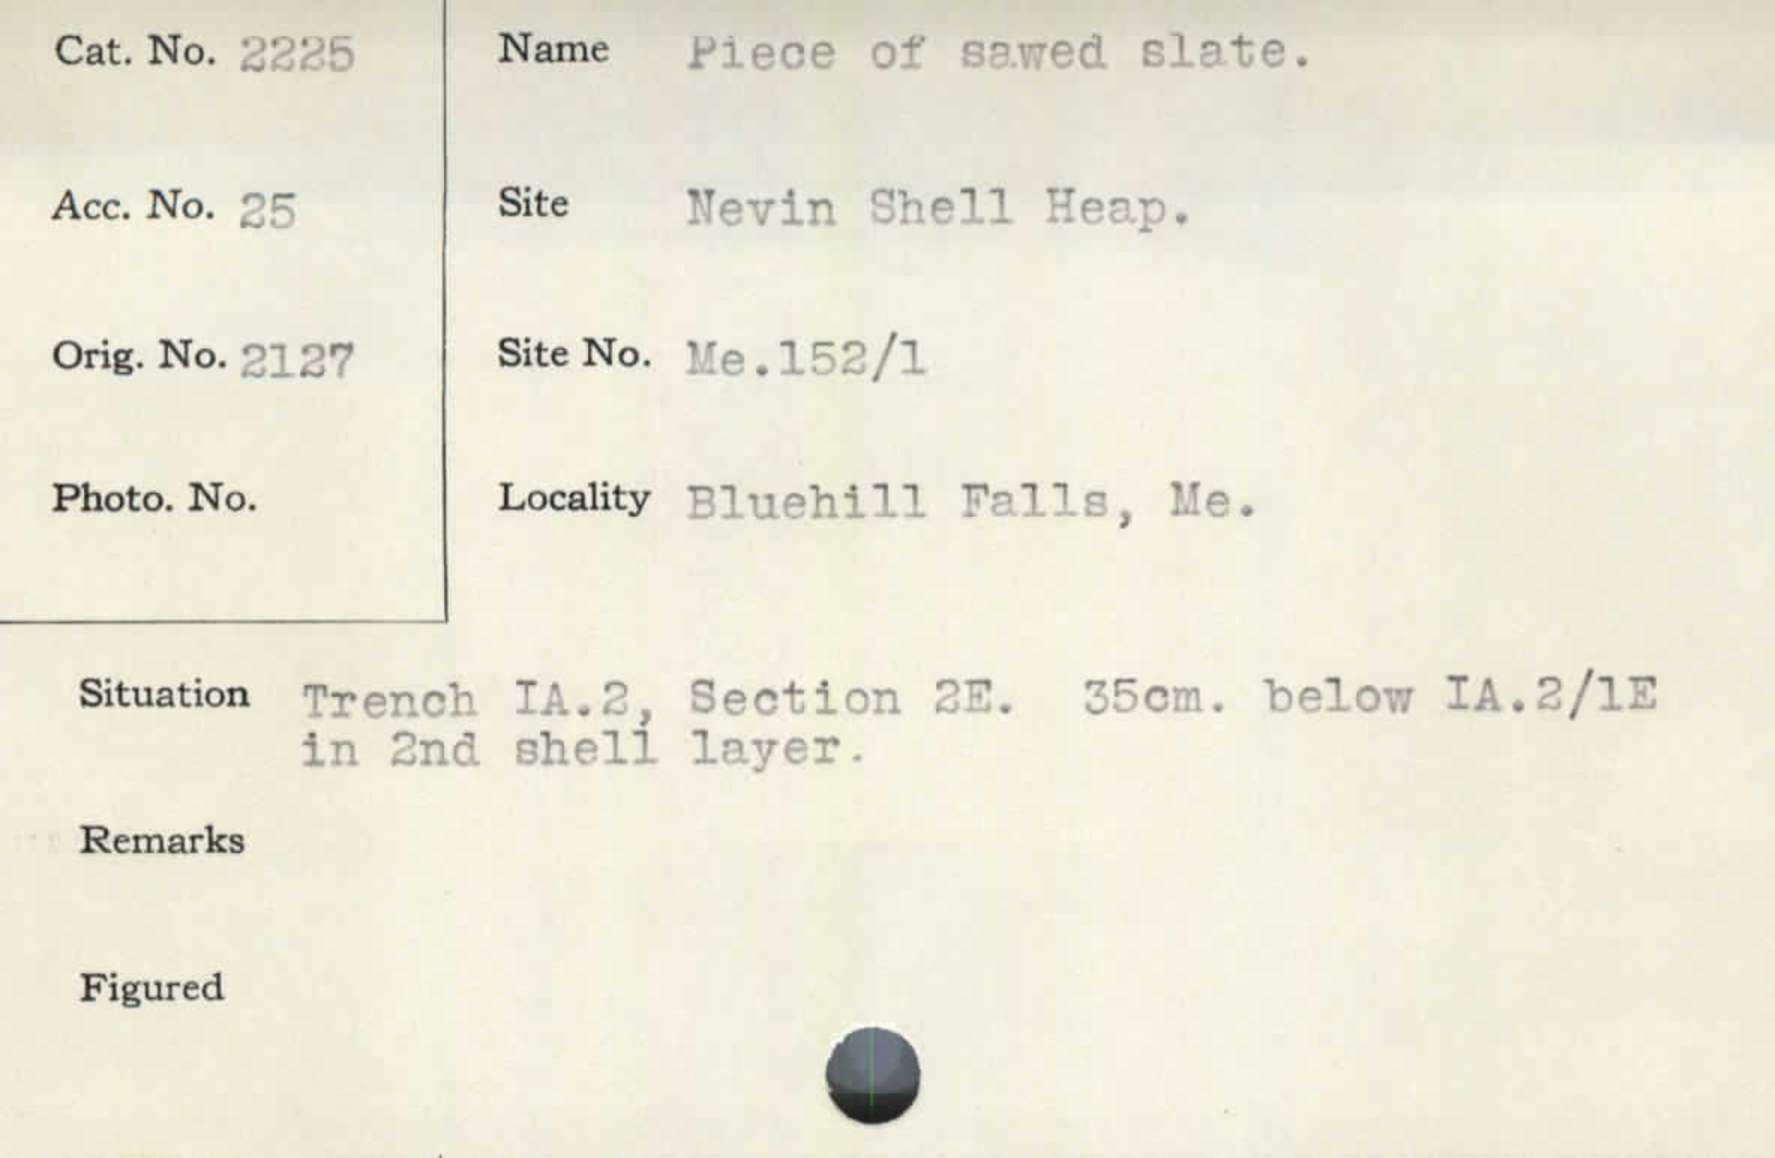 Cat. No. 2225
Name Piece of sawed slate.
Acc. No. 25
Site Nevin Shell Heap.
Orig. No. 2127
Site No. Me.152/1
Photo. No.
Locality Bluehill Falls, Me.
Situation Trench IA.2, Section 2E. 35cm. below IA.2/1E
in 2nd shell layer.
Remarks
Figured